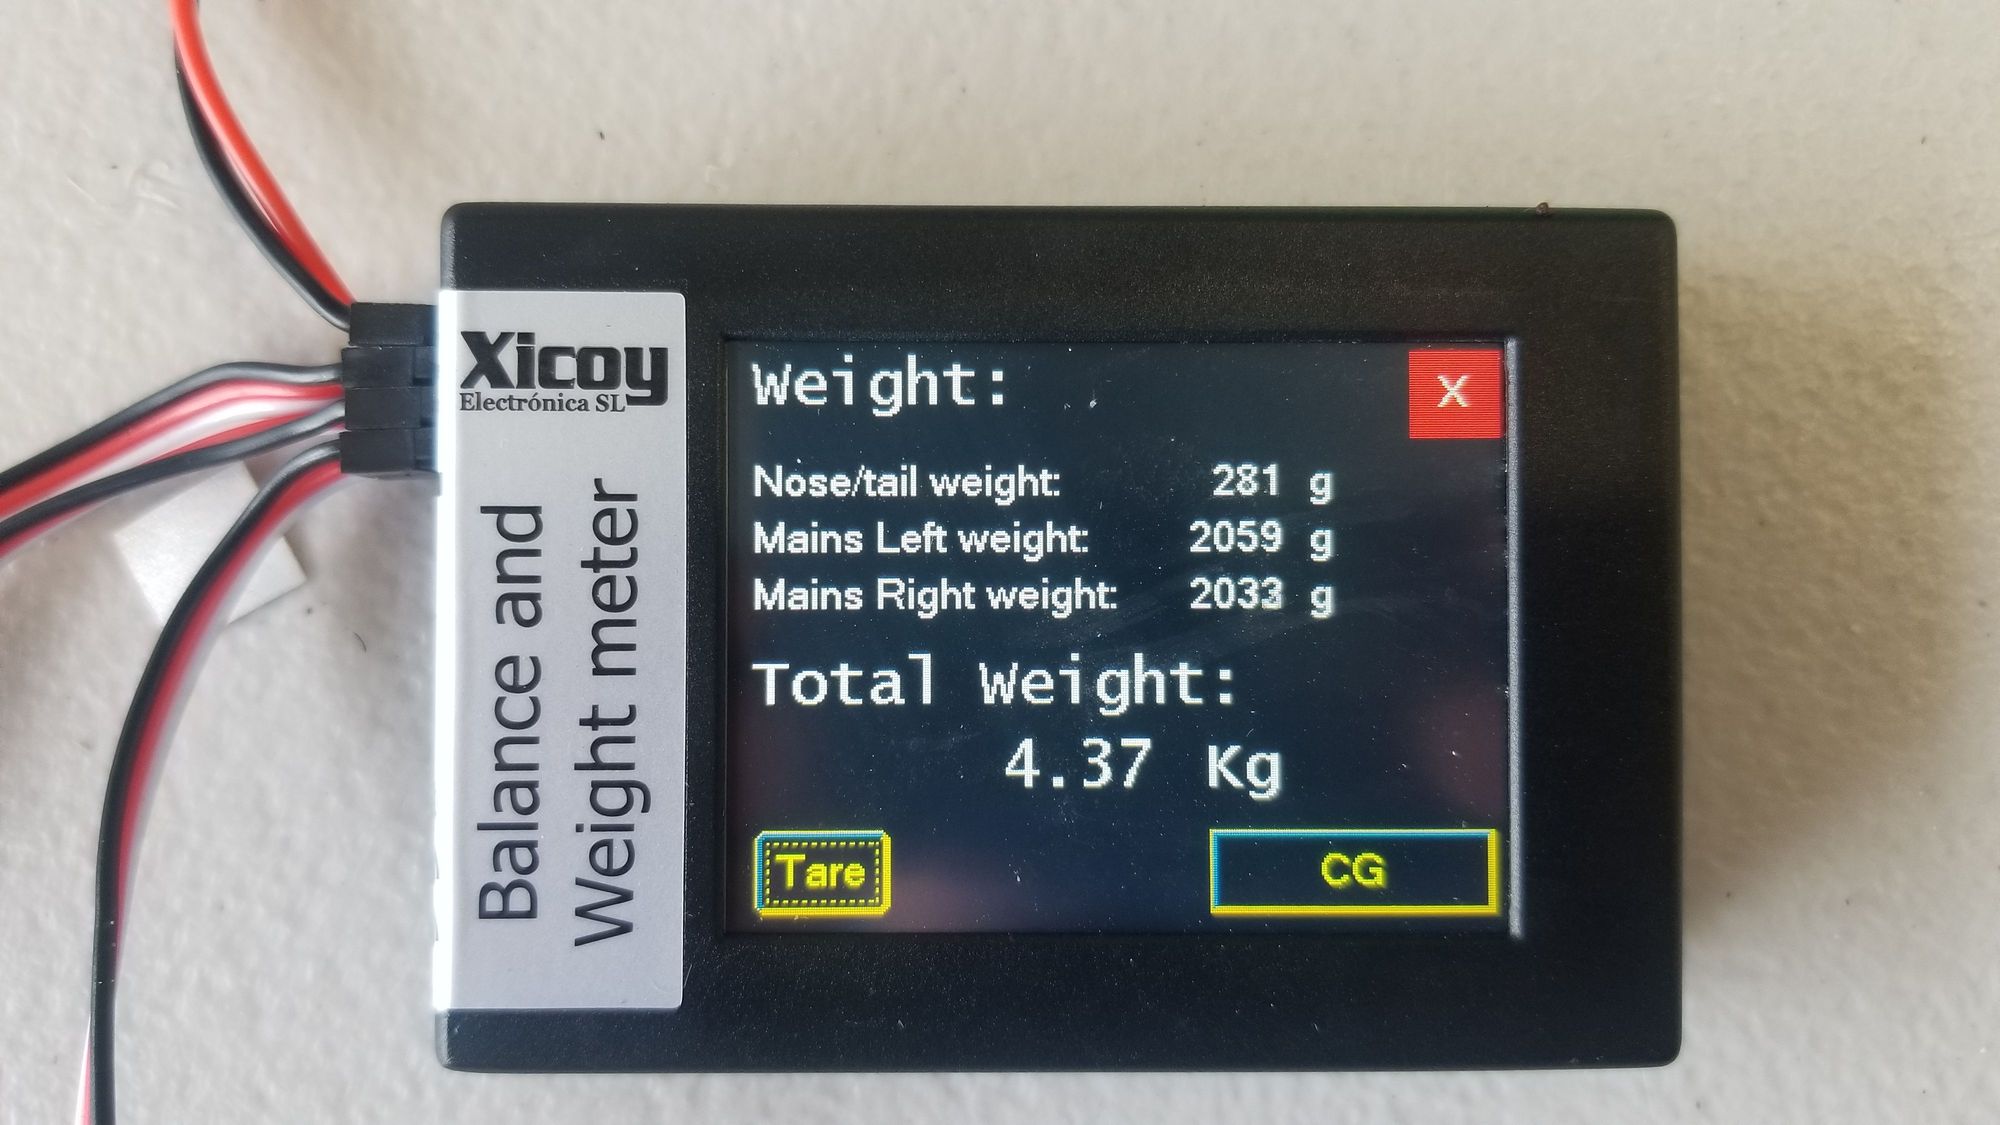 Xicoy
Electrónica SL
Balance and
Weight meter
Weight:
X
Nose/tail weight: 281 g
Mains Left weight: 2059 g
Mains Right weight: 2033 g
Total Weight:
4.37 Kg
Tare
CG